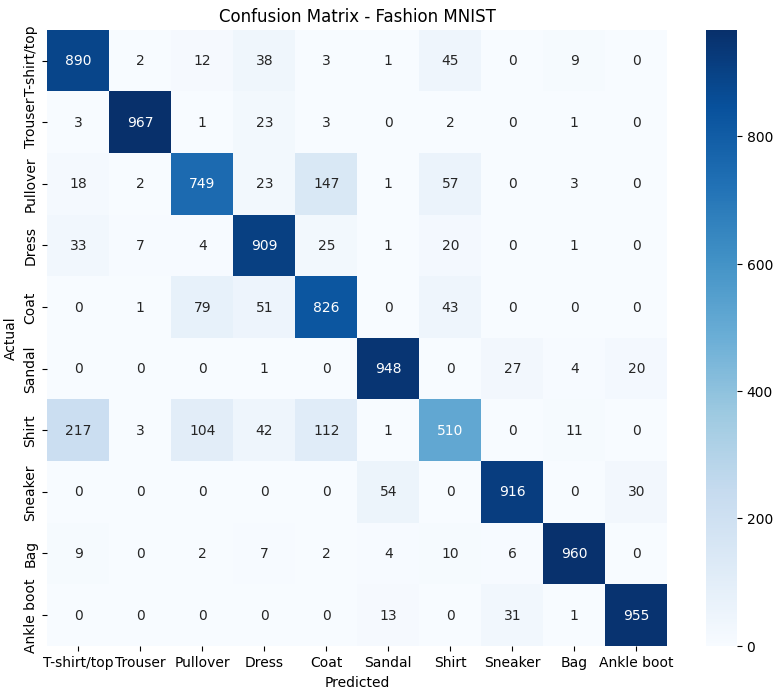 Confusion Matrix - Fashion MNIST
T-shirt/top 890 2 12 38 3 1 45 0 9 0
Trouser 3 967 1 23 3 0 2 0 1 0
Pullover 18 2 749 23 147 1 57 0 3 0
Dress 33 7 4 909 25 1 20 0 1 0
Coat 0 1 79 51 826 0 43 0 0 0
Sandal 0 0 0 1 0 948 0 27 4 20
Shirt 217 3 104 42 112 1 510 0 11 0
Sneaker 0 0 0 0 0 54 0 916 0 30
Bag 9 0 2 7 2 4 10 6 960 0
Ankle boot 0 0 0 0 0 13 0 31 1 955
Actual
T-shirt/top Trouser Pullover Dress Coat Sandal Shirt Sneaker Bag Ankle boot
Predicted
800
600
400
200
0